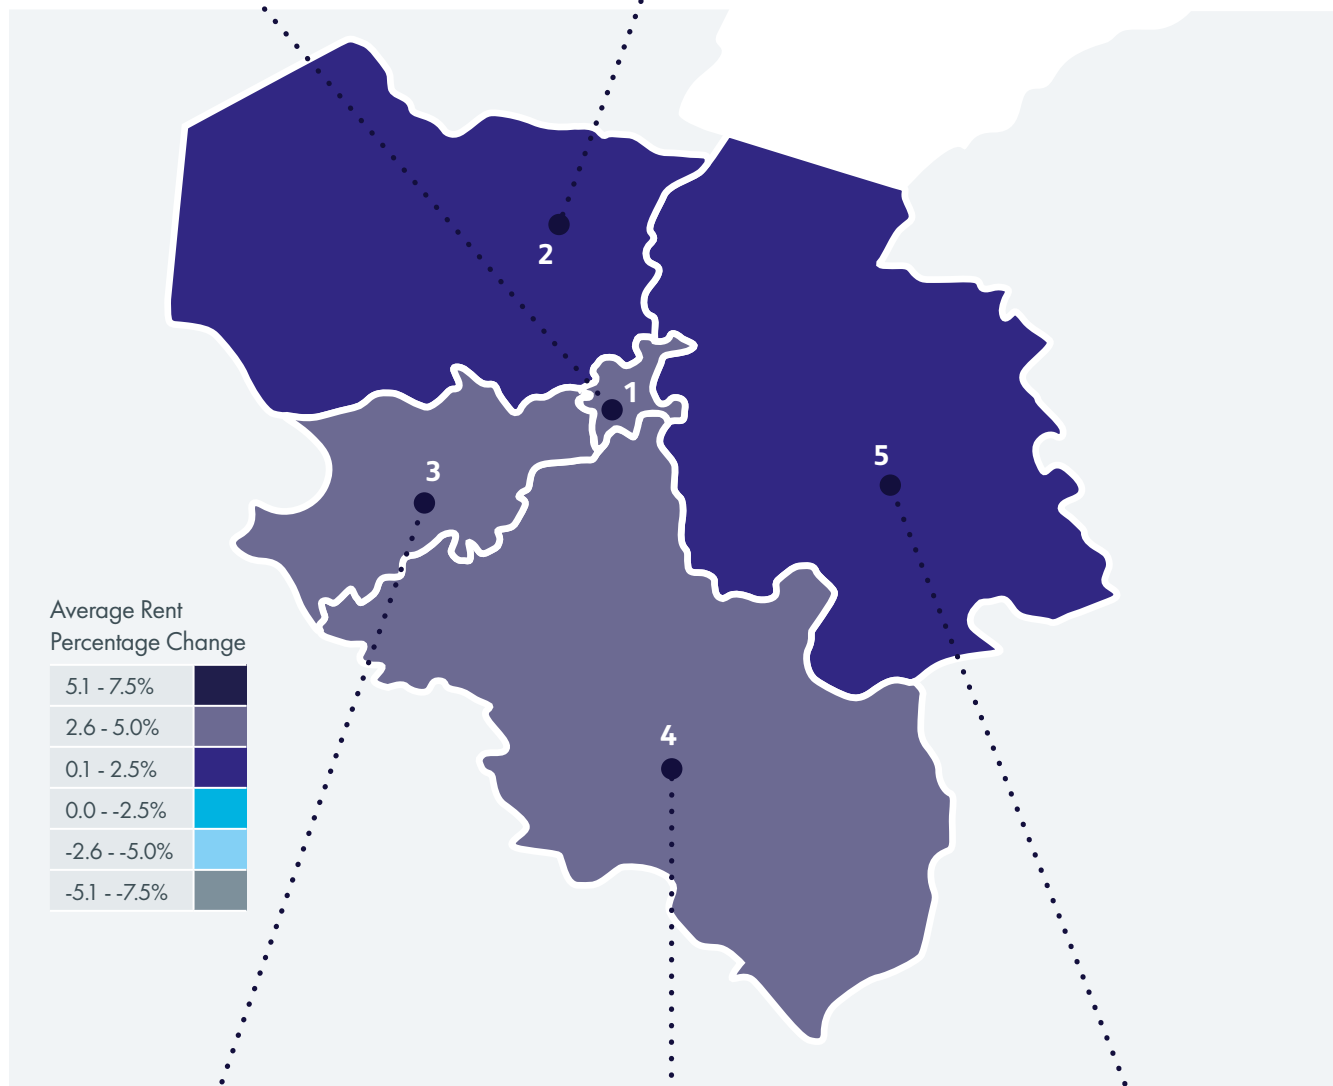 2
1
3
5
4
Average Rent
Percentage Change
5.1 - 7.5%
2.6 - 5.0%
0.1 - 2.5%
0.0 - -2.5%
-2.6 - -5.0%
-5.1 - -7.5%